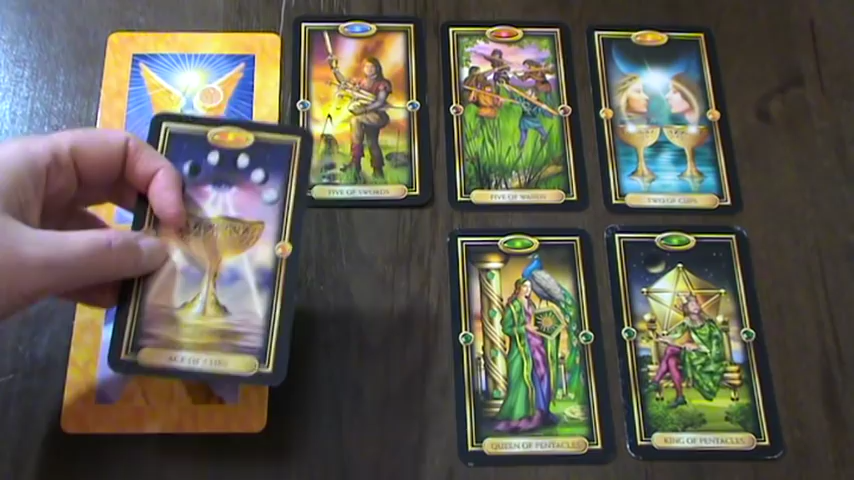 FIVE OF SWORDS
FIVE OF WANDS
TWO OF CUPS
ACE OF CUPS
QUEEN OF PENTACLES
KING OF PENTACLES